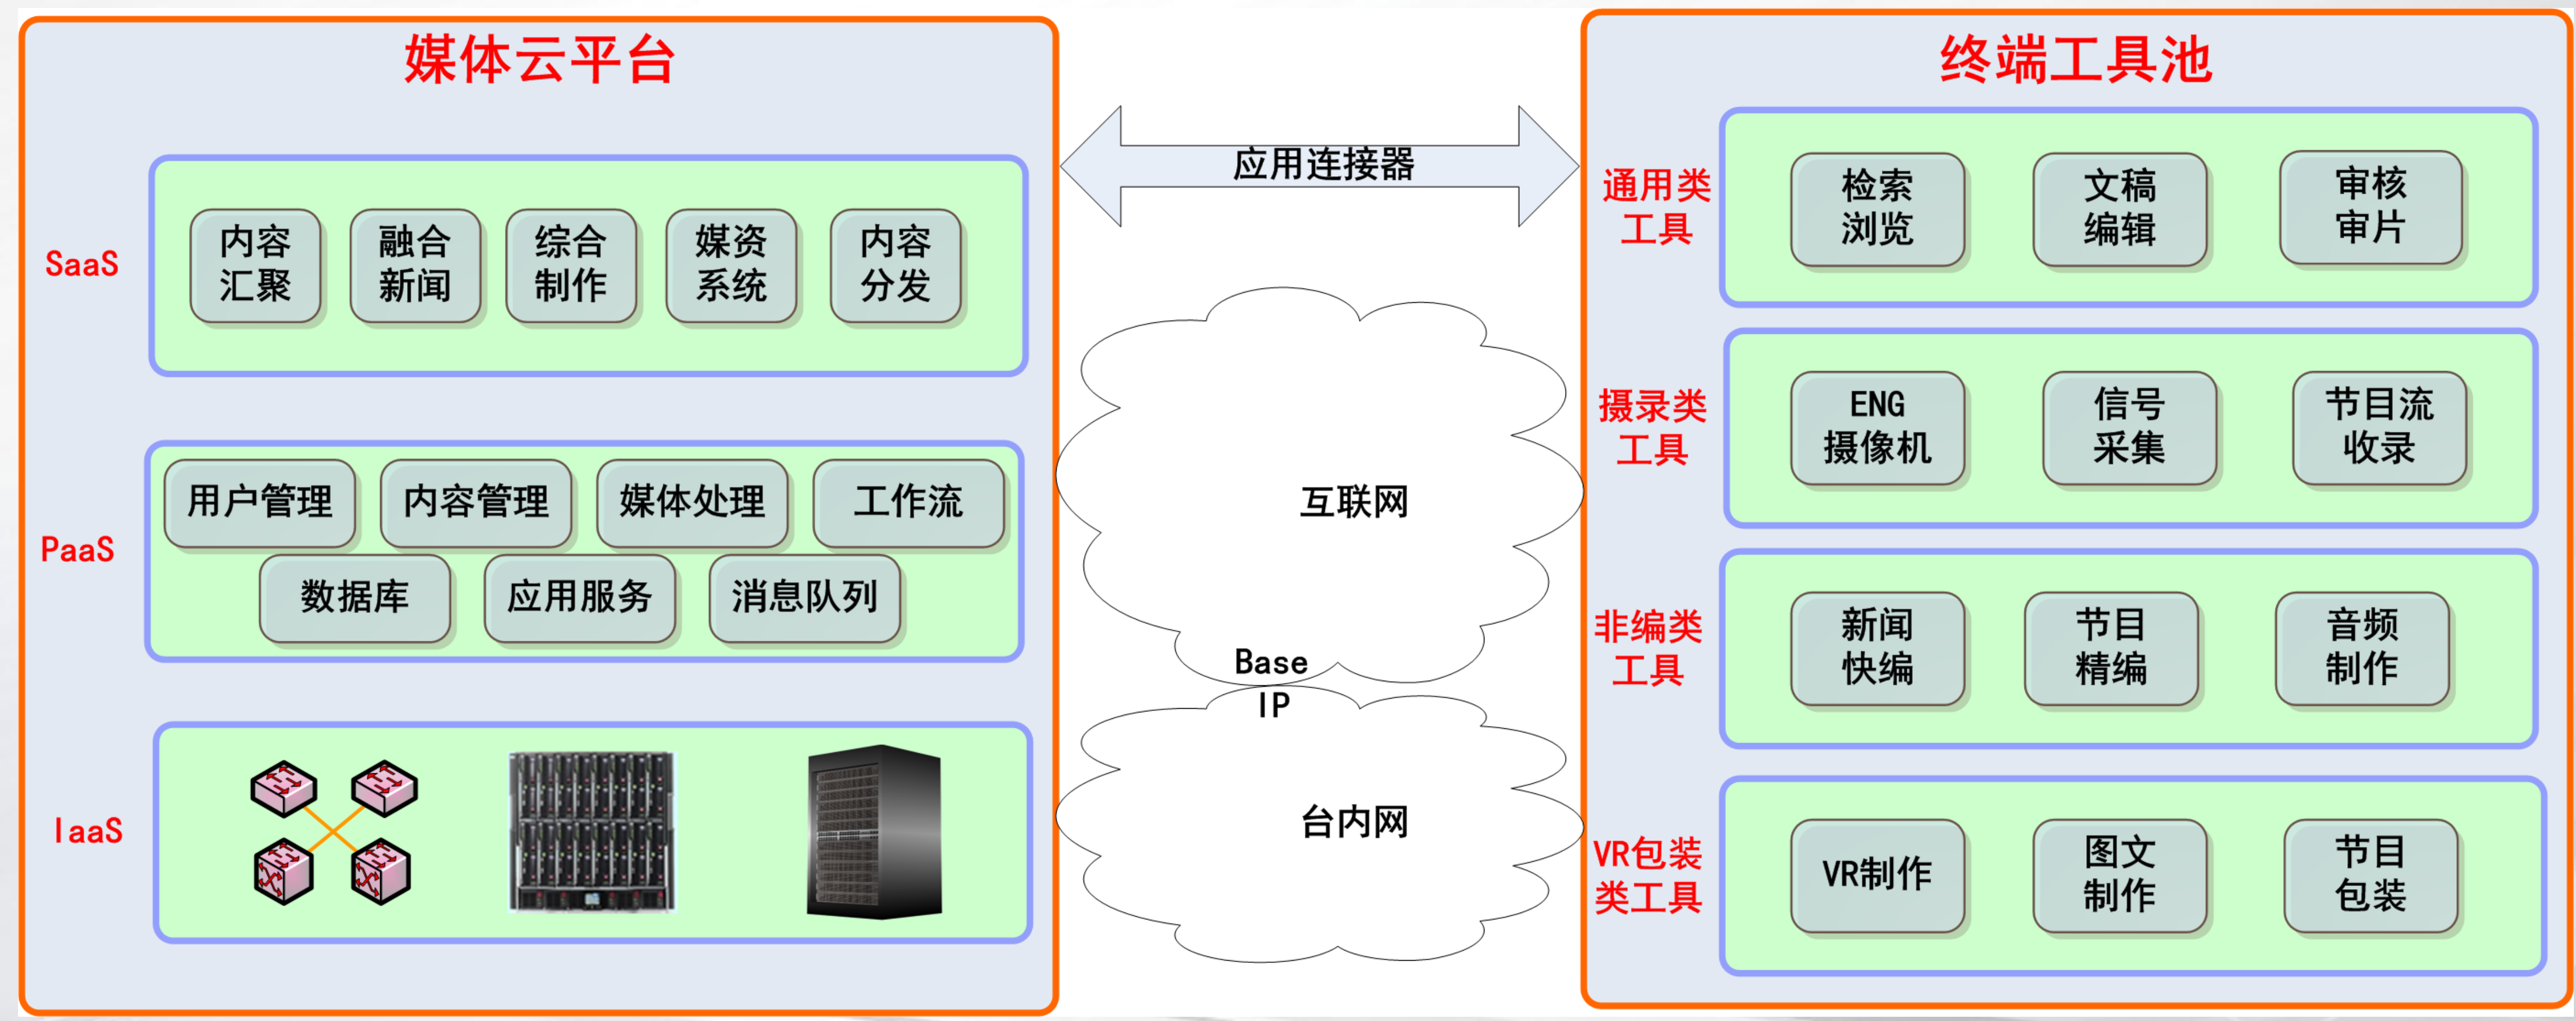 媒体云平台
SaaS
内容
汇聚
融合
新闻
综合
制作
媒资
系统
内容
分发
PaaS
用户管理
内容管理
媒体处理
工作流
数据库
应用服务
消息队列
IaaS
应用连接器
互联网
Base
IP
台内网
终端工具池
通用类
工具
检索
浏览
文稿
编辑
审核
审片
摄录类
工具
ENG
摄像机
信号
采集
节目流
收录
非编类
工具
新闻
快编
节目
精编
音频
制作
VR包装
类工具
VR制作
图文
制作
节目
包装